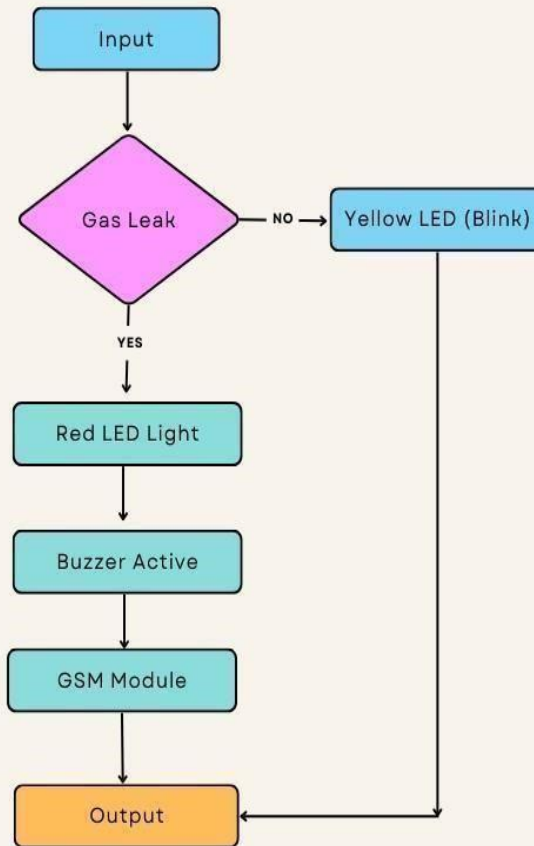 Input
Gas Leak
NO
Yellow LED (Blink)
YES
Red LED Light
Buzzer Active
GSM Module
Output